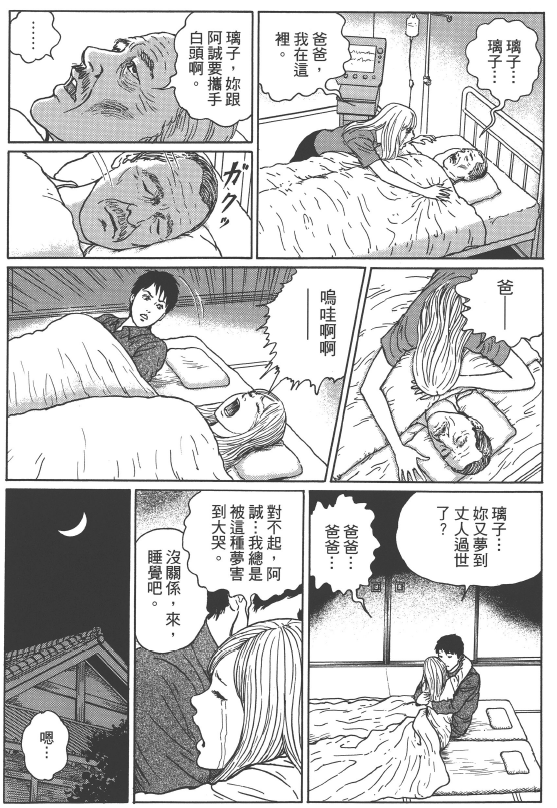 璃子…
璃子…
爸爸，
我在這
裡。
璃子，妳跟
阿誠要攜手
白頭啊。
……
ガクッ
爸——
嗚哇啊啊——
璃子…
妳又夢到
丈人過世
了？
爸爸…
爸爸…
對不起，阿
誠…我總是
被這種夢害
到大哭。
沒關係，來，
睡覺吧。
嗯…